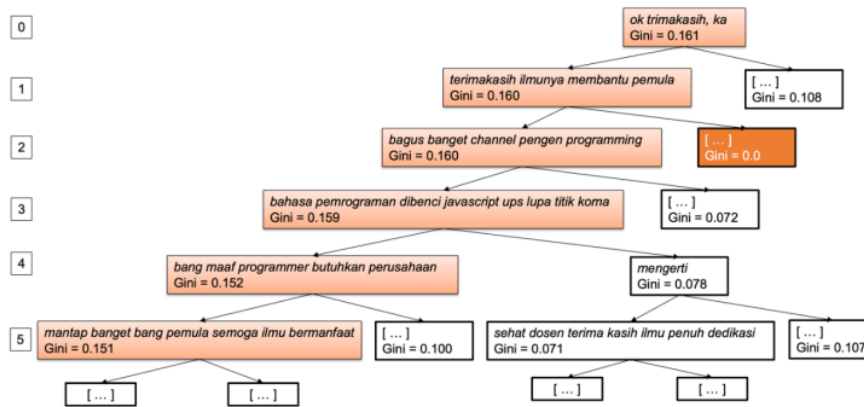 0
ok trimakasih, ka
Gini = 0.161
1
terimakasih ilmunya membantu pemula
Gini = 0.160
[ ... ]
Gini = 0.108
2
bagus banget channel pengen programming
Gini = 0.160
[ ... ]
Gini = 0.0
3
bahasa pemrograman dibenci javascript ups lupa titik koma
Gini = 0.159
[ ... ]
Gini = 0.072
4
bang maaf programmer butuhkan perusahaan
Gini = 0.152
mengerti
Gini = 0.078
5
mantap banget bang pemula semoga ilmu bermanfaat
Gini = 0.151
[ ... ]
Gini = 0.100
sehat dosen terima kasih ilmu penuh dedikasi
Gini = 0.071
[ ... ]
Gini = 0.107
[ ... ]
[ ... ]
[ ... ]
[ ... ]